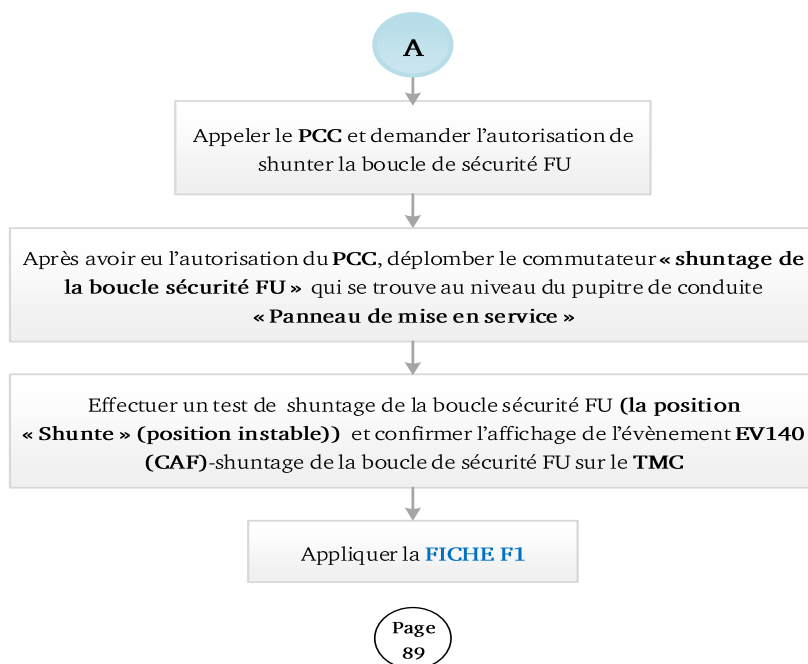 A
Appeler le PCC et demander l'autorisation de
shunter la boucle de sécurité FU
Après avoir eu l'autorisation du PCC, déplomber le commutateur « shuntage de
la boucle sécurité FU » qui se trouve au niveau du pupitre de conduite
« Panneau de mise en service »
Effectuer un test de shuntage de la boucle sécurité FU (la position
« Shunte » (position instable)) et confirmer l'affichage de l'évènement EV140
(CAF)-shuntage de la boucle de sécurité FU sur le TMC
Appliquer la FICHE F1
Page
89